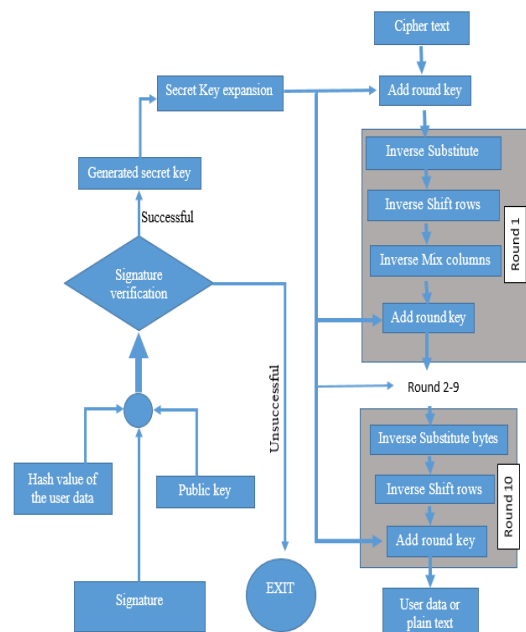 Cipher text
Secret Key expansion
Add round key
Inverse Substitute
Generated secret key
Successful
Inverse Shift rows
Round 1
Signature
verification
Inverse Mix columns
Add round key
Unsuccessful
Round 2-9
Inverse Substitute bytes
Hash value of
the user data
Public key
Inverse Shift rows
Round 10
Add round key
Signature
EXIT
User data or
plain text